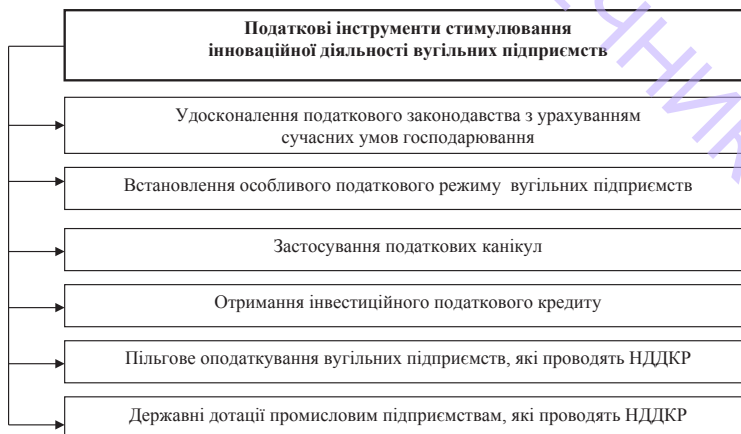 Податкові інструменти стимулювання
інноваційної діяльності вугільних підприємств
Удосконалення податкового законодавства з урахуванням
сучасних умов господарювання
Встановлення особливого податкового режиму вугільних підприємств
Застосування податкових канікул
Отримання інвестиційного податкового кредиту
Пільгове оподаткування вугільних підприємств, які проводять НДДКР
Державні дотації промисловим підприємствам, які проводять НДДКР